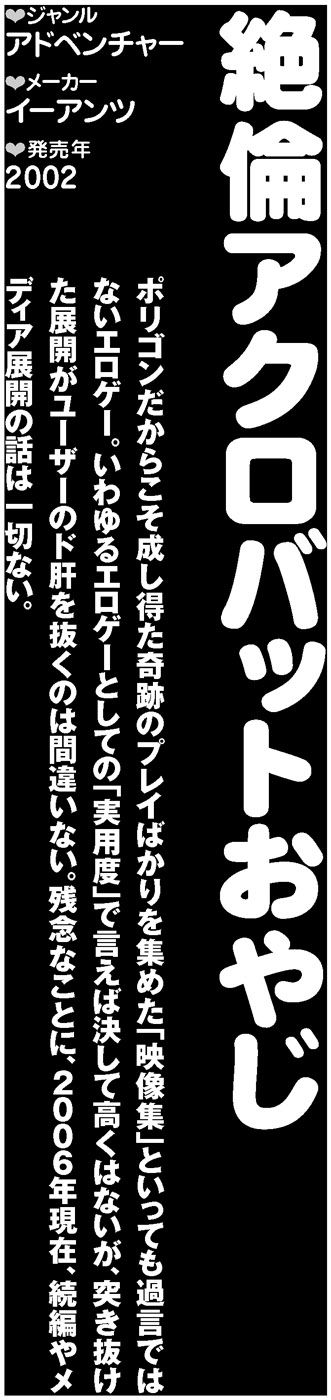 絶倫アクロバットおやじ
❤ジャンル
アドベンチャー
❤メーカー
イーアンツ
❤発売年
2002
ポリゴンだからこそ成し得た奇跡のプレイばかりを集めた「映像集」といっても過言では
ないエロゲー。いわゆるエロゲーとしての「実用度」で言えば決して高くはないが、突き抜け
た展開がユーザーのド肝を抜くのは間違いない。残念なことに、2006年現在、続編やメ
ディア展開の話は一切ない。